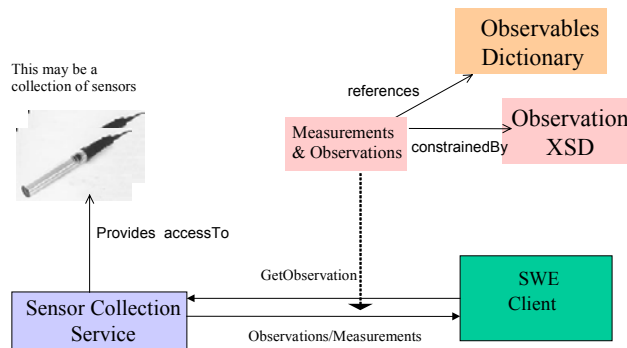 Observables
Dictionary
This may be a
collection of sensors
references
Measurements
& Observations
constrainedBy
Observation
XSD
Provides accessTo
GetObservation
SWE
Client
Sensor Collection
Service
Observations/Measurements